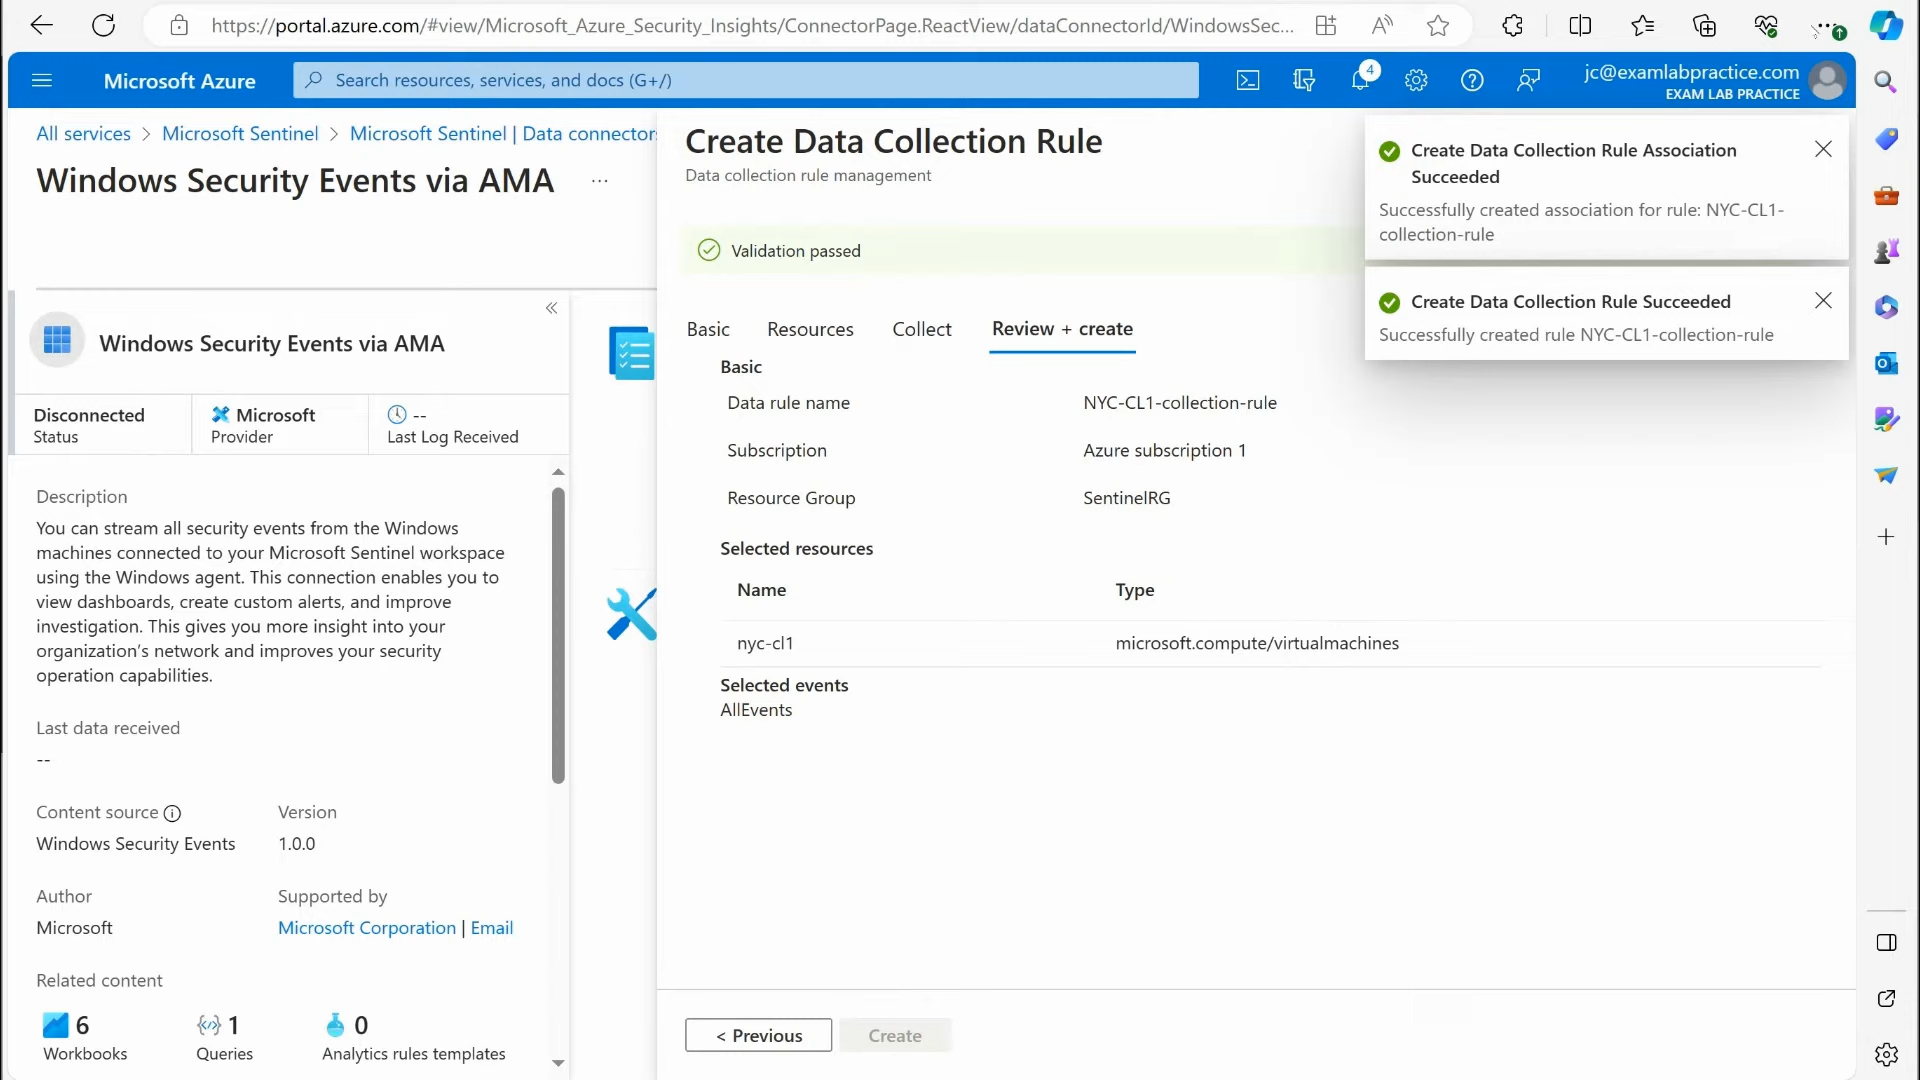 https://portal.azure.com/#view/Microsoft_Azure_Security_Insights/ConnectorPage.ReactView/dataConnectorId/WindowsSec...
Microsoft Azure
Search resources, services, and docs (G+/)
4
jc@examlabpractice.com
EXAM LAB PRACTICE
All services > Microsoft Sentinel > Microsoft Sentinel | Data connectors
Windows Security Events via AMA ...
Create Data Collection Rule
Data collection rule management
Create Data Collection Rule Association
Succeeded
Successfully created association for rule: NYC-CL1-
collection-rule
Validation passed
Create Data Collection Rule Succeeded
Successfully created rule NYC-CL1-collection-rule
Windows Security Events via AMA
Disconnected
Status
Microsoft
Provider
--
Last Log Received
Description
You can stream all security events from the Windows
machines connected to your Microsoft Sentinel workspace
using the Windows agent. This connection enables you to
view dashboards, create custom alerts, and improve
investigation. This gives you more insight into your
organization's network and improves your security
operation capabilities.
Last data received
--
Content source Version
Windows Security Events 1.0.0
Author Supported by
Microsoft Microsoft Corporation | Email
Related content
6 1 0
Workbooks Queries Analytics rules templates
Basic Resources Collect Review + create
Basic
Data rule name NYC-CL1-collection-rule
Subscription Azure subscription 1
Resource Group SentinelRG
Selected resources
Name Type
nyc-cl1 microsoft.compute/virtualmachines
Selected events
AllEvents
< Previous Create